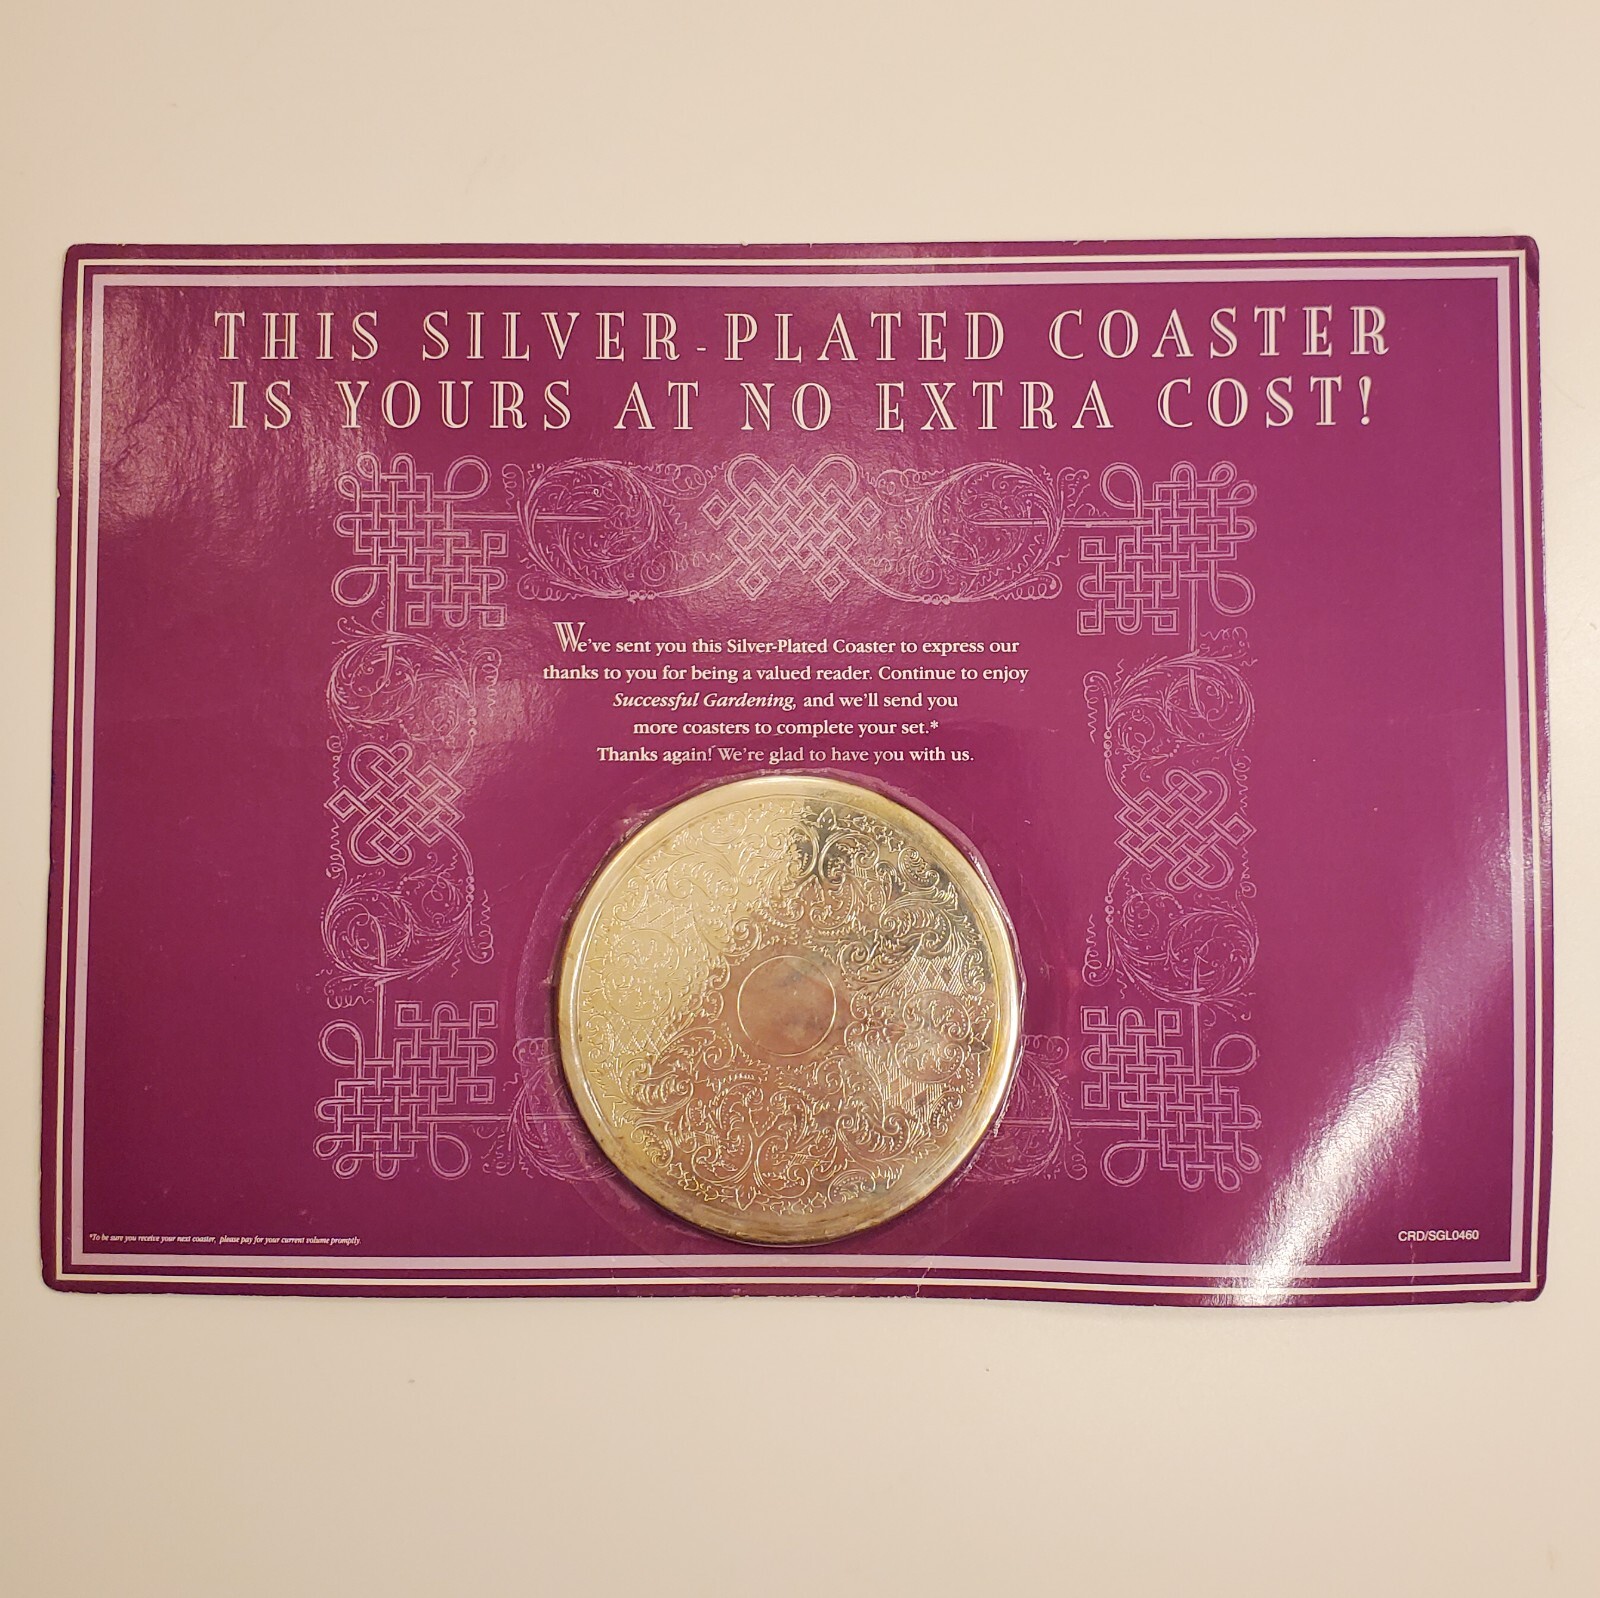 THIS SILVER-PLATED COASTER
IS YOURS AT NO EXTRA COST!
We've sent you this Silver-Plated Coaster to express our
thanks to you for being a valued reader. Continue to enjoy
Successful Gardening, and we'll send you
more coasters to complete your set.*
Thanks again! We're glad to have you with us.
*To be sure you receive your next coaster, please pay for your current volume promptly.
CRD/SGL0460